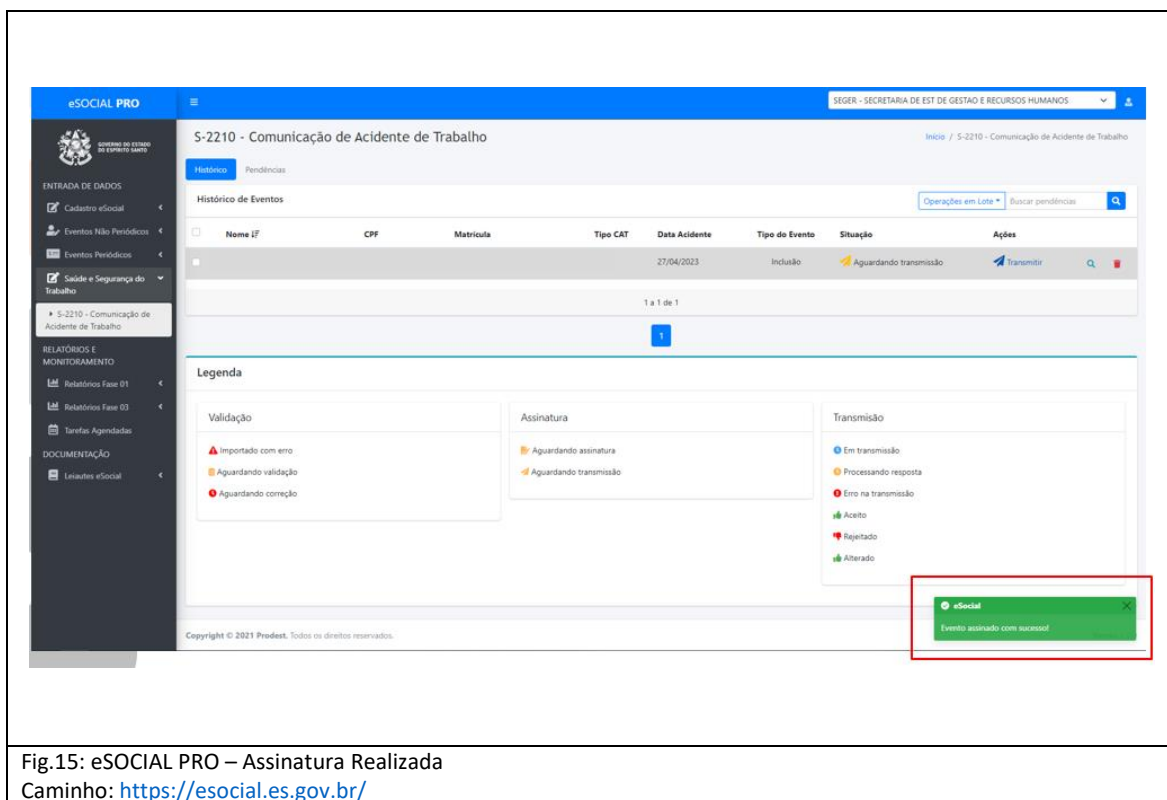 eSOCIAL PRO
SEGER - SECRETARIA DE EST DE GESTAO E RECURSOS HUMANOS
GOVERNO DO ESTADO
DO ESPÍRITO SANTO
S-2210 - Comunicação de Acidente de Trabalho
Início / S-2210 - Comunicação de Acidente de Trabalho
Histórico Pendências
ENTRADA DE DADOS
Cadastro eSocial
Eventos Não Periódicos
Eventos Periódicos
Saúde e Segurança do
Trabalho
S-2210 - Comunicação de
Acidente de Trabalho
RELATÓRIOS E
MONITORAMENTO
Relatórios Fase 01
Relatórios Fase 03
Tarefas Agendadas
DOCUMENTAÇÃO
Leiautes eSocial
Histórico de Eventos
Operações em Lote Buscar pendências
Nome CPF Matrícula Tipo CAT Data Acidente Tipo do Evento Situação Ações
27/04/2023 Inclusão Aguardando transmissão Transmitir
1 a 1 de 1
1
Legenda
Validação
Importado com erro
Aguardando validação
Aguardando correção
Assinatura
Aguardando assinatura
Aguardando transmissão
Transmisão
Em transmissão
Processando resposta
Erro na transmissão
Aceito
Rejeitado
Alterado
eSocial
Evento assinado com sucesso!
Copyright © 2021 Prodest. Todos os direitos reservados.
Fig.15: eSOCIAL PRO – Assinatura Realizada
Caminho: https://esocial.es.gov.br/